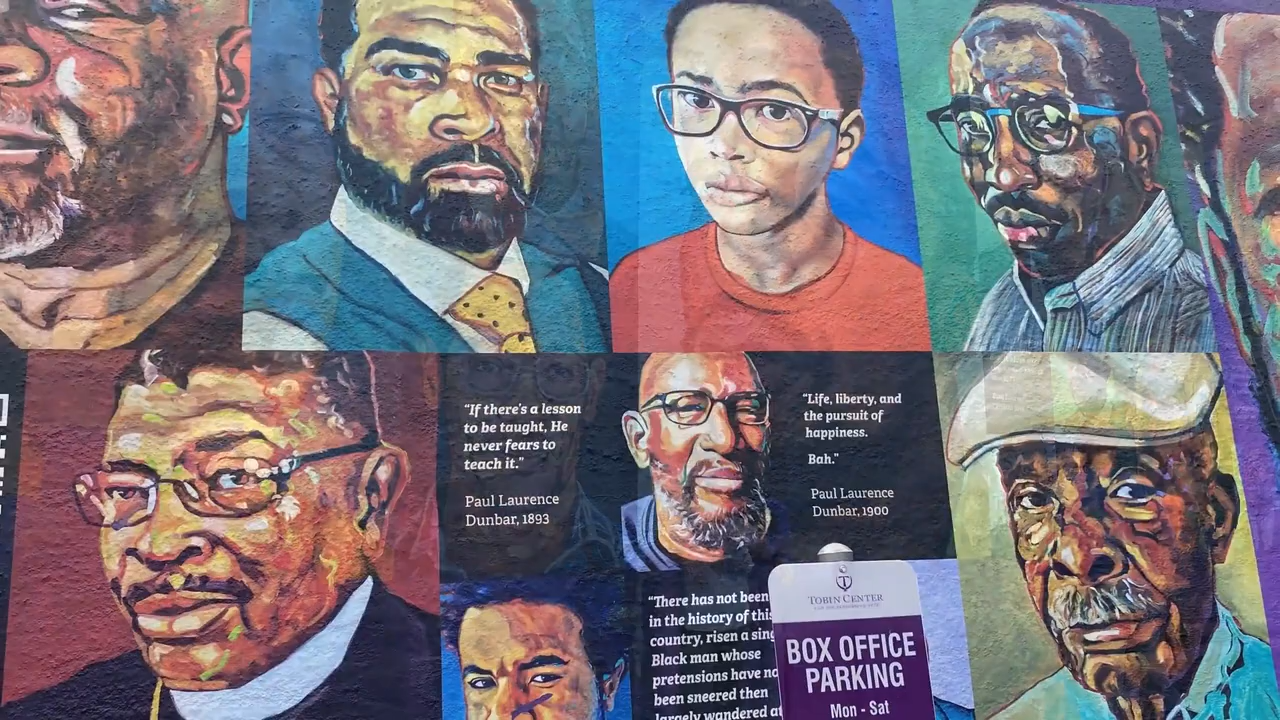 “If there’s a lesson
to be taught, He
never fears to
teach it.”
Paul Laurence
Dunbar, 1893
“Life, liberty, and
the pursuit of
happiness.
Bah.”
Paul Laurence
Dunbar, 1900
“There has not been
in the history of this
country, risen a
Black man whose
pretensions have
been sneered then
largely wandered
TOBIN CENTER
BOX OFFICE
PARKING
Mon - Sat